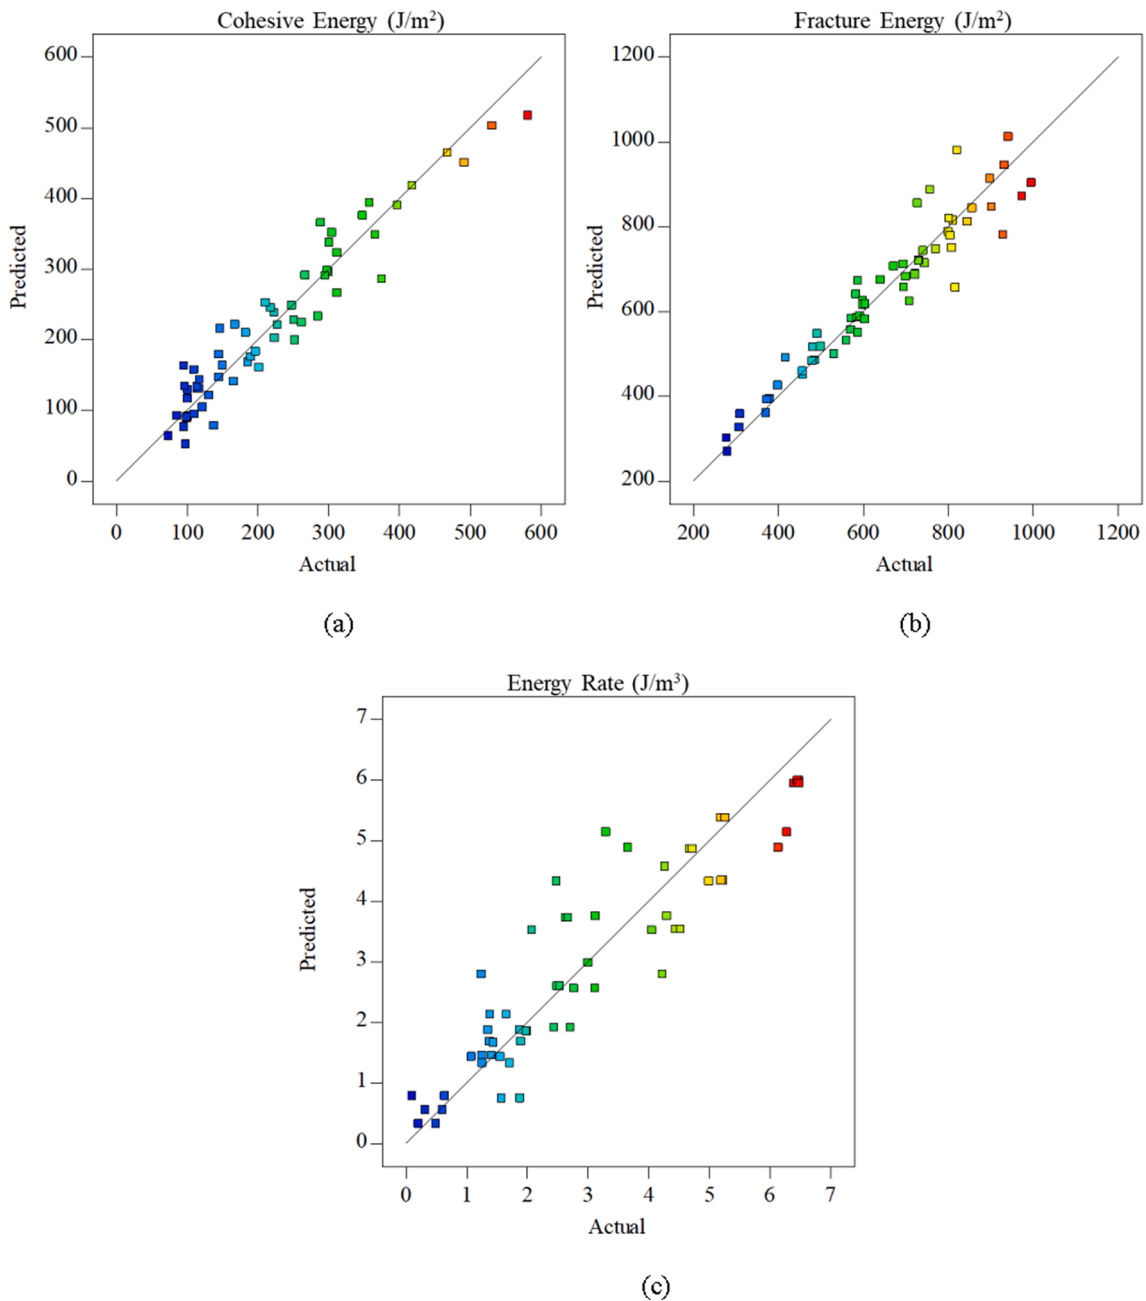 Cohesive Energy (J/m²)
Predicted
600
500
400
300
200
100
0
0 100 200 300 400 500 600
Actual
(a)
Fracture Energy (J/m²)
Predicted
1200
1000
800
600
400
200
200 400 600 800 1000 1200
Actual
(b)
Energy Rate (J/m³)
Predicted
7
6
5
4
3
2
1
0
0 1 2 3 4 5 6 7
Actual
(c)